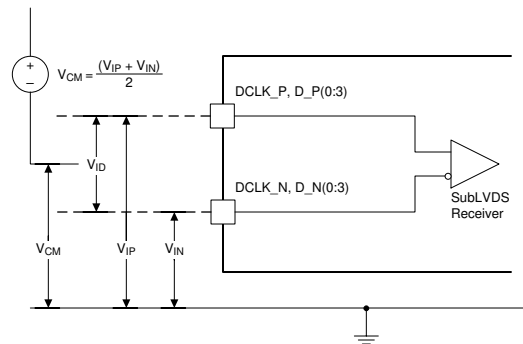 +
−
V_CM = (V_IP + V_IN)
2
DCLK_P, D_P(0:3)
V_ID
DCLK_N, D_N(0:3)
SubLVDS
Receiver
V_CM
V_IP
V_IN